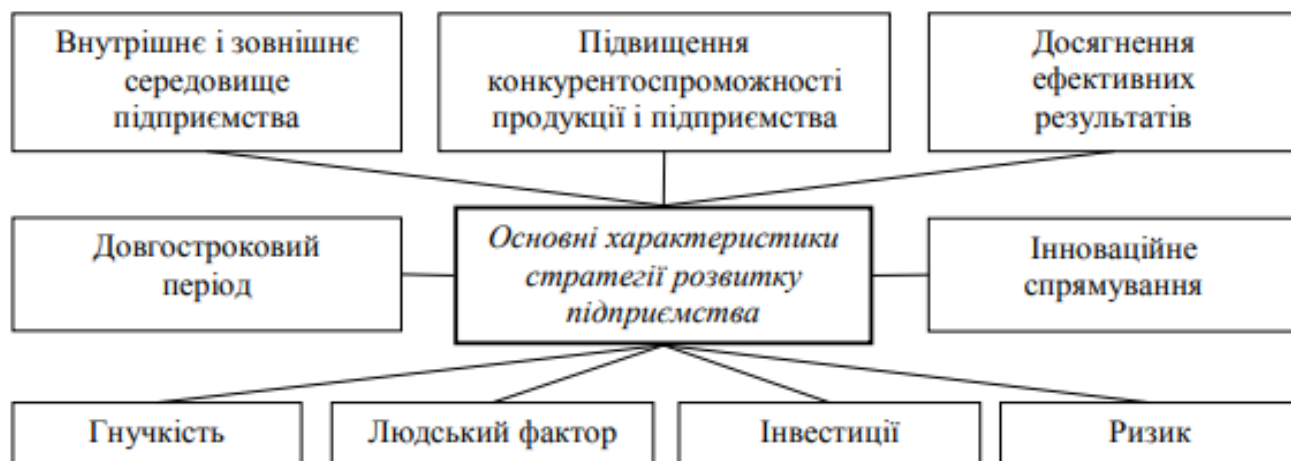 Внутрішнє і зовнішнє
середовище
підприємства
Підвищення
конкурентоспроможності
продукції і підприємства
Досягнення
ефективних
результатів
Довгостроковий
період
Основні характеристики
стратегії розвитку
підприємства
Інноваційне
спрямування
Гнучкість
Людський фактор
Інвестиції
Ризик